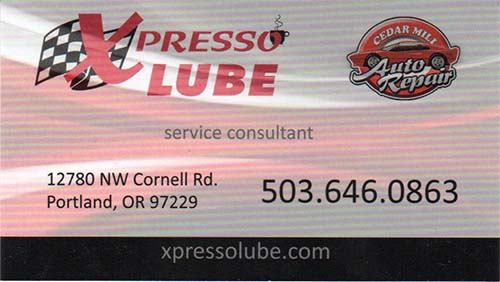 XPRESSO
LUBE
CEDAR MILL
Auto Repair
service consultant
12780 NW Cornell Rd.
Portland, OR 97229
503.646.0863
xpressolube.com